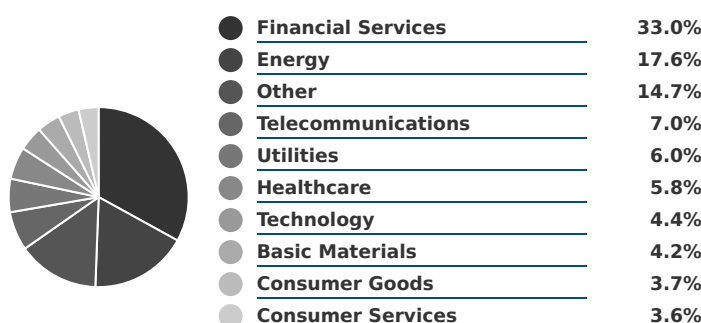 Financial Services 33.0%
Energy 17.6%
Other 14.7%
Telecommunications 7.0%
Utilities 6.0%
Healthcare 5.8%
Technology 4.4%
Basic Materials 4.2%
Consumer Goods 3.7%
Consumer Services 3.6%